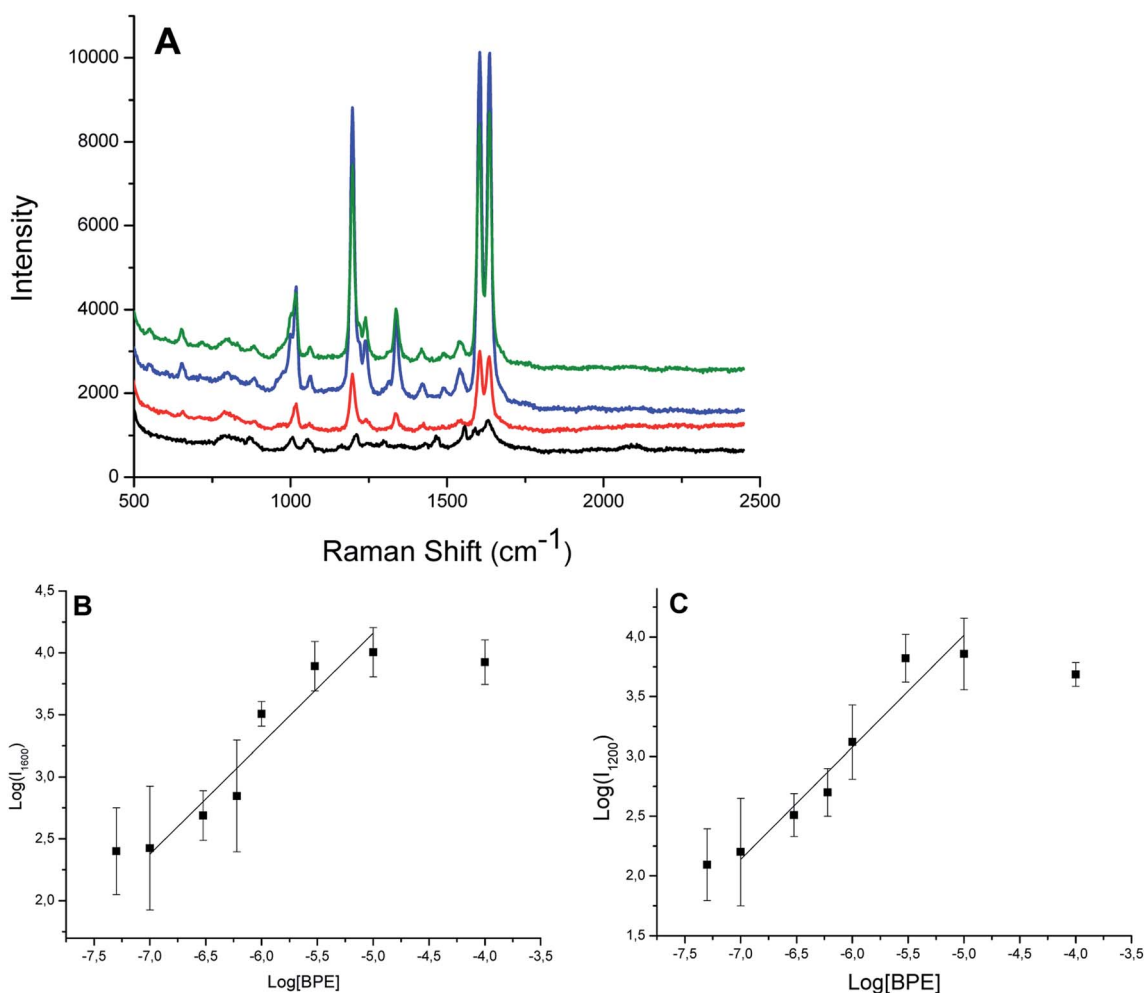 A
10000
8000
6000
4000
2000
0
Intensity
500 1000 1500 2000 2500
Raman Shift (cm⁻¹)
B
4,5
4,0
3,5
3,0
2,5
2,0
Log(I₁₆₀₀)
-7,5 -7,0 -6,5 -6,0 -5,5 -5,0 -4,5 -4,0 -3,5
Log[BPE]
C
4,0
3,5
3,0
2,5
2,0
1,5
Log(I₁₂₀₀)
-7,5 -7,0 -6,5 -6,0 -5,5 -5,0 -4,5 -4,0 -3,5
Log[BPE]